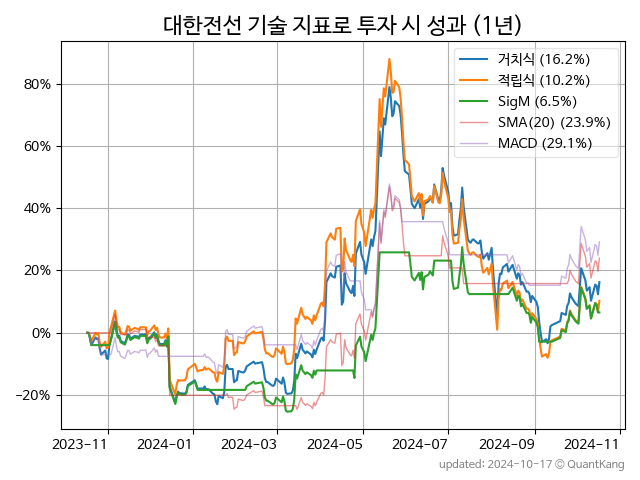 대한전선 기술 지표로 투자 시 성과 (1년)
거치식 (16.2%)
적립식 (10.2%)
SigM (6.5%)
SMA(20) (23.9%)
MACD (29.1%)
80%
60%
40%
20%
0%
−20%
2023-11 2024-01 2024-03 2024-05 2024-07 2024-09 2024-11
updated: 2024-10-17 © QuantKang